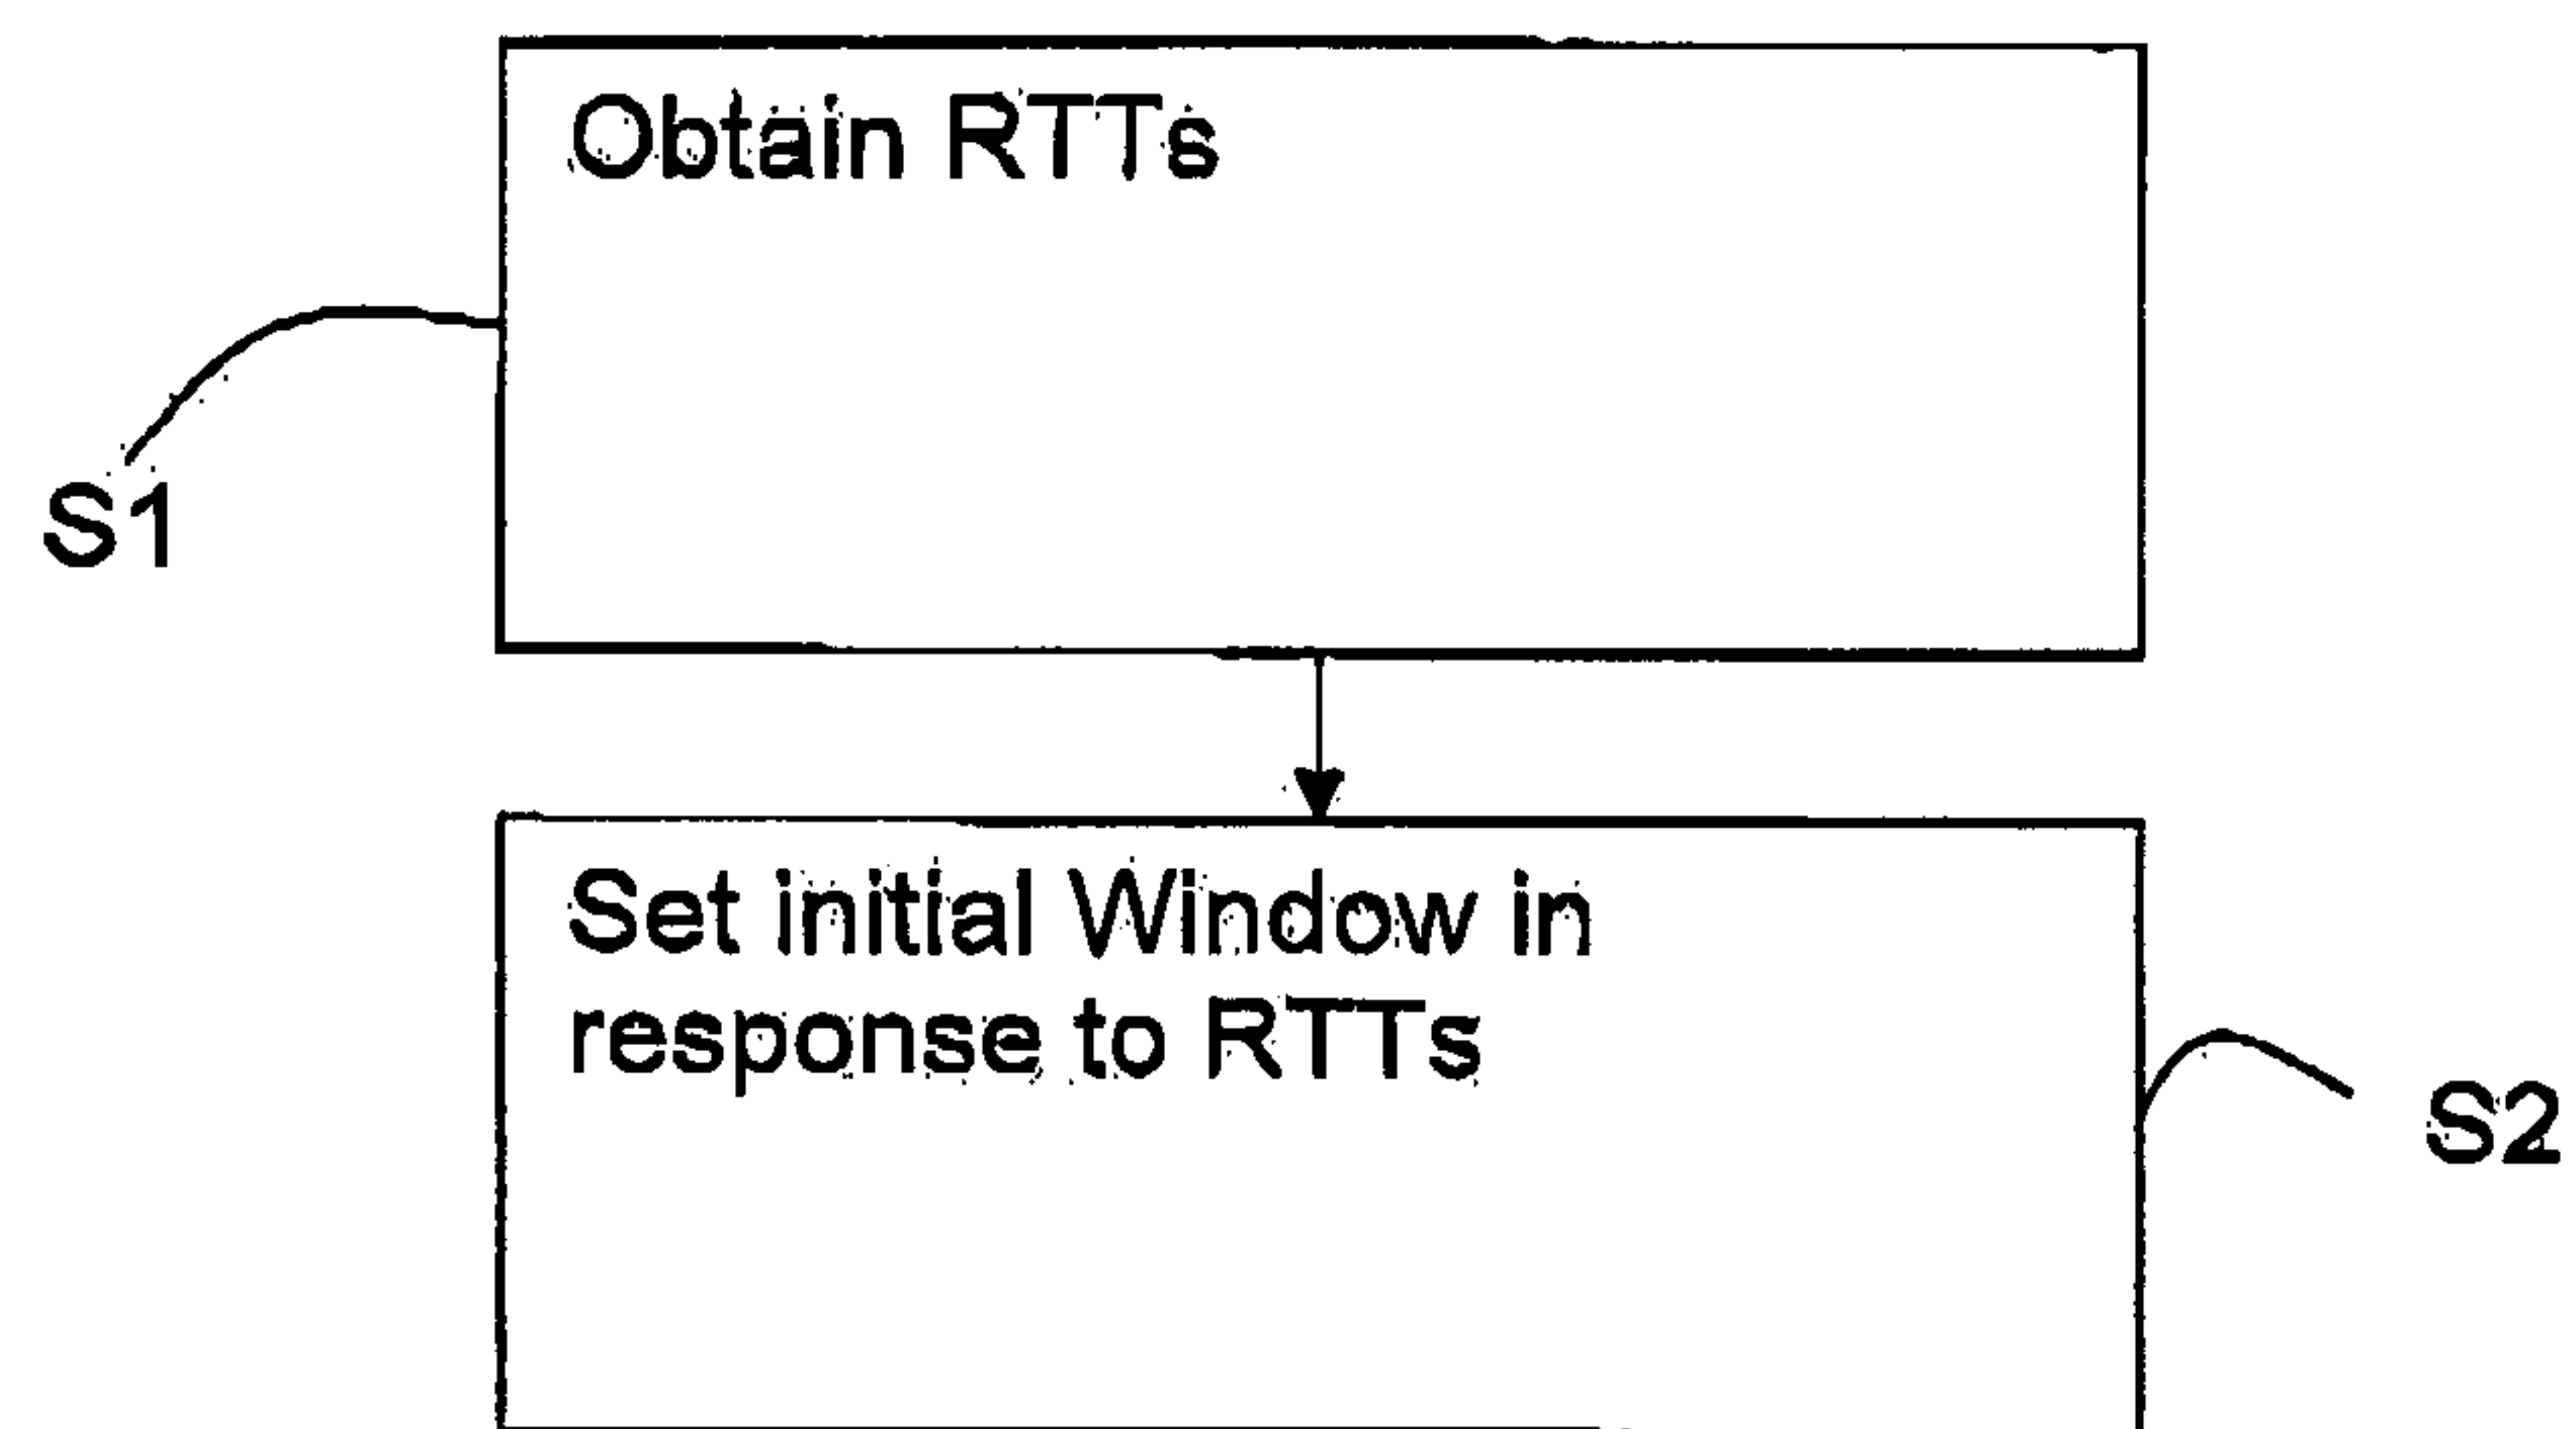 Obtain RTTs
S1
Set initial Window in
response to RTTs
S2